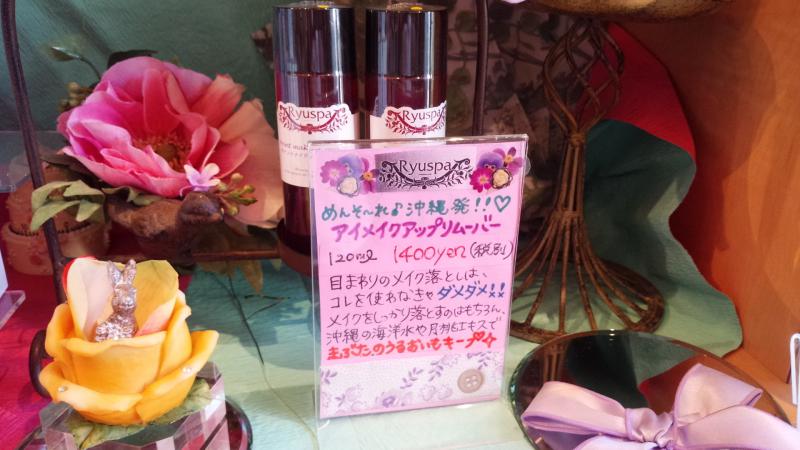 Ryuspa
Ryuspa
Ryuspa
めんそ〜れ♪沖縄発!!♡
アイメイクアップリムーバー
120ml 1400yen(税別)
目まわりのメイク落としは、
コレを使わなきゃダメダメ!!
メイクをしっかり落とすのはもちろん、
沖縄の海洋水や月桃エキスで
まぶたのうるおいもキープ☆